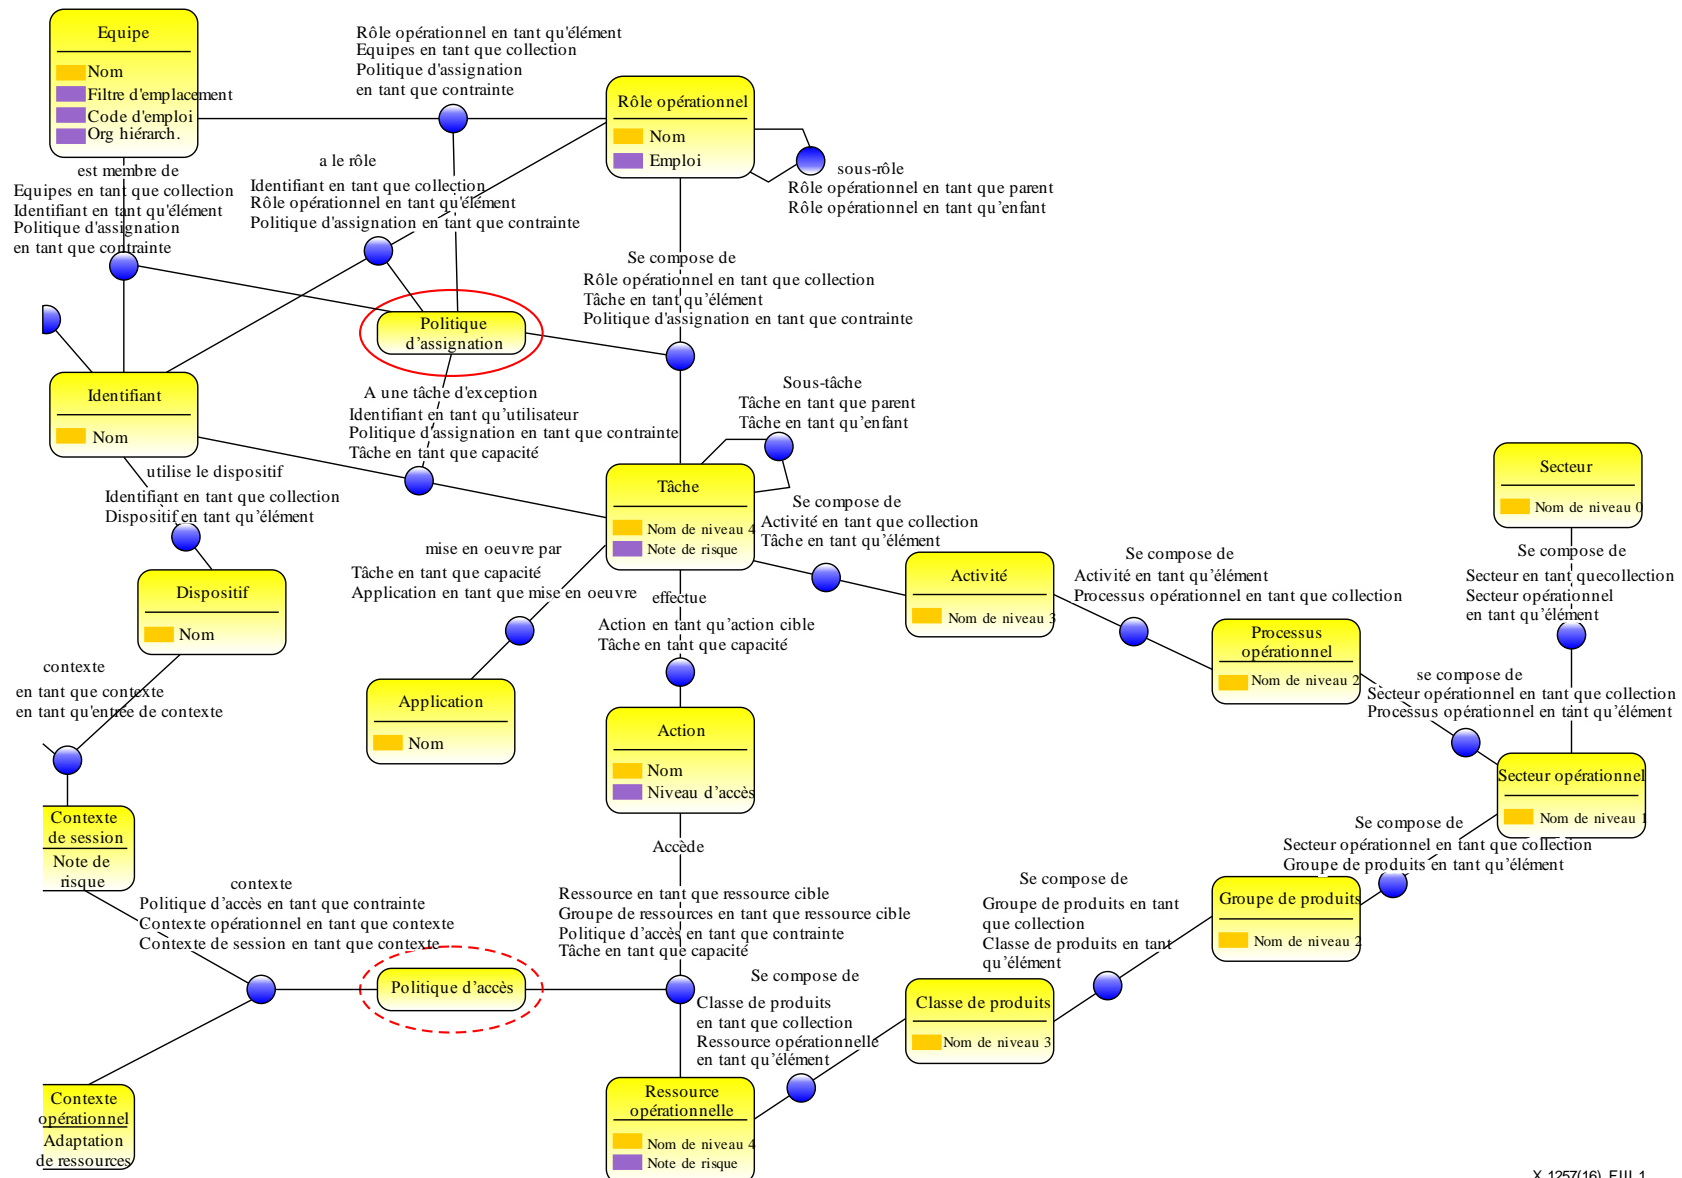 Equipe
Nom
Filtre d'emplacement
Code d'emploi
Org hiérarch.
Rôle opérationnel en tant qu'élément
Equipes en tant que collection
Politique d'assignation
en tant que contrainte
Rôle opérationnel
Nom
Emploi
sous-rôle
Rôle opérationnel en tant que parent
Rôle opérationnel en tant qu'enfant
est membre de
Equipes en tant que collection
Identifiant en tant qu'élément
Politique d'assignation
en tant que contrainte
a le rôle
Identifiant en tant que collection
Rôle opérationnel en tant qu'élément
Politique d'assignation en tant que contrainte
Se compose de
Rôle opérationnel en tant que collection
Tâche en tant qu'élément
Politique d'assignation en tant que contrainte
Politique
d'assignation
Identifiant
Nom
A une tâche d'exception
Identifiant en tant qu'utilisateur
Politique d'assignation en tant que contrainte
Tâche en tant que capacité
Sous-tâche
Tâche en tant que parent
Tâche en tant qu'enfant
utilise le dispositif
Identifiant en tant que collection
Dispositif en tant qu'élément
Tâche
Nom de niveau 4
Note de risque
Se compose de
Activité en tant que collection
Tâche en tant qu'élément
Secteur
Nom de niveau 0
Se compose de
Secteur en tant quecollection
Secteur opérationnel
en tant qu'élément
mise en oeuvre par
Tâche en tant que capacité
Application en tant que mise en oeuvre
Dispositif
Nom
effectue
Action en tant qu'action cible
Tâche en tant que capacité
Activité
Nom de niveau 3
Se compose de
Activité en tant qu'élément
Processus opérationnel en tant que collection
Processus
opérationnel
Nom de niveau 2
se compose de
Secteur opérationnel en tant que collection
Processus opérationnel en tant qu'élément
contexte
en tant que contexte
en tant qu'entrée de contexte
Application
Nom
Action
Nom
Niveau d'accès
Secteur opérationnel
Nom de niveau 1
Contexte
de session
Note de
risque
Accède
Se compose de
Secteur opérationnel en tant que collection
Groupe de produits en tant qu'élément
contexte
Politique d'accès en tant que contrainte
Contexte opérationnel en tant que contexte
Contexte de session en tant que contexte
Ressource en tant que ressource cible
Groupe de ressources en tant que ressource cible
Politique d'accès en tant que contrainte
Tâche en tant que capacité
Se compose de
Groupe de produits en tant
que collection
Classe de produits en tant
qu'élément
Groupe de produits
Nom de niveau 2
Politique d'accès
Se compose de
Classe de produits
en tant que collection
Ressource opérationnelle
en tant qu'élément
Classe de produits
Nom de niveau 3
Contexte
opérationnel
Adaptation
de ressources
Ressource
opérationnelle
Nom de niveau 4
Note de risque
X.1257(16)_FIII.1